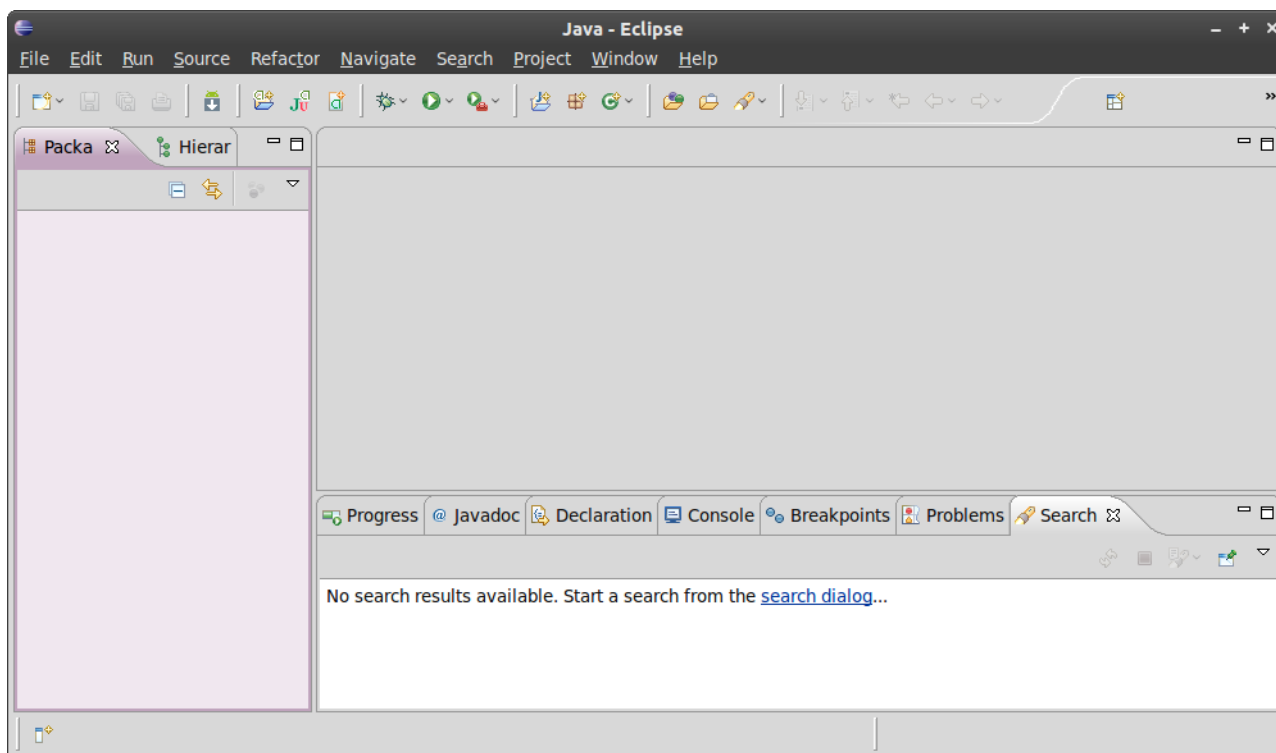 Java - Eclipse
File Edit Run Source Refactor Navigate Search Project Window Help
Packa Hierar
Progress @ Javadoc Declaration Console Breakpoints Problems Search
No search results available. Start a search from the search dialog...